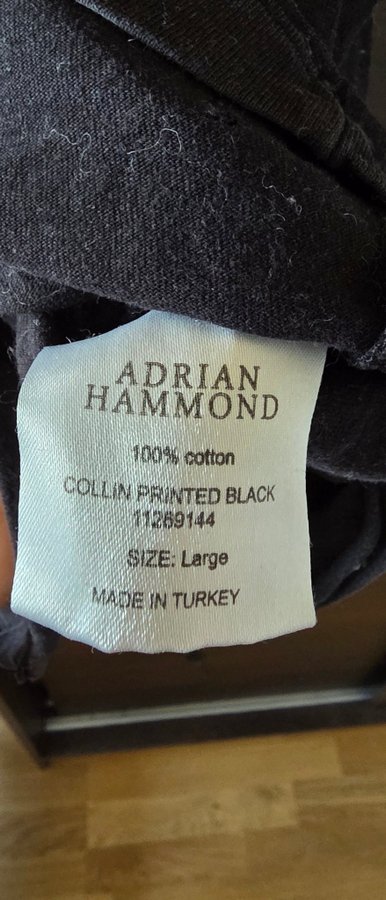 ADRIAN
HAMMOND
100% cotton
COLLIN PRINTED BLACK
11269144
SIZE: Large
MADE IN TURKEY